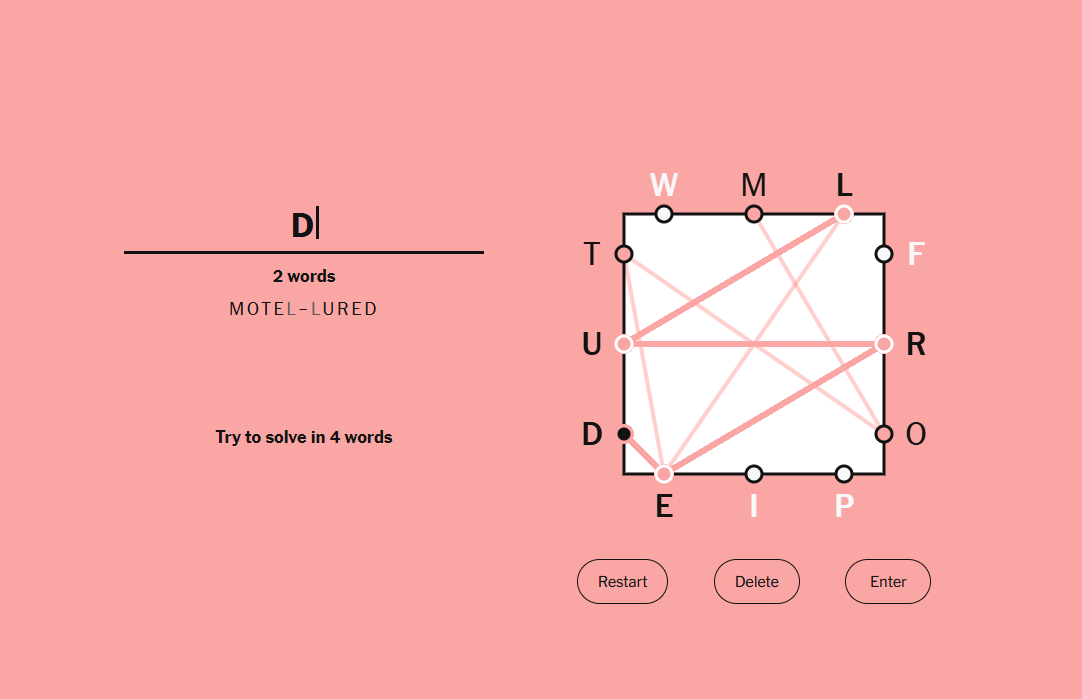 D
2 words
MOTEL–LURED
Try to solve in 4 words
W M L
T F
U R
D O
E I P
Restart Delete Enter